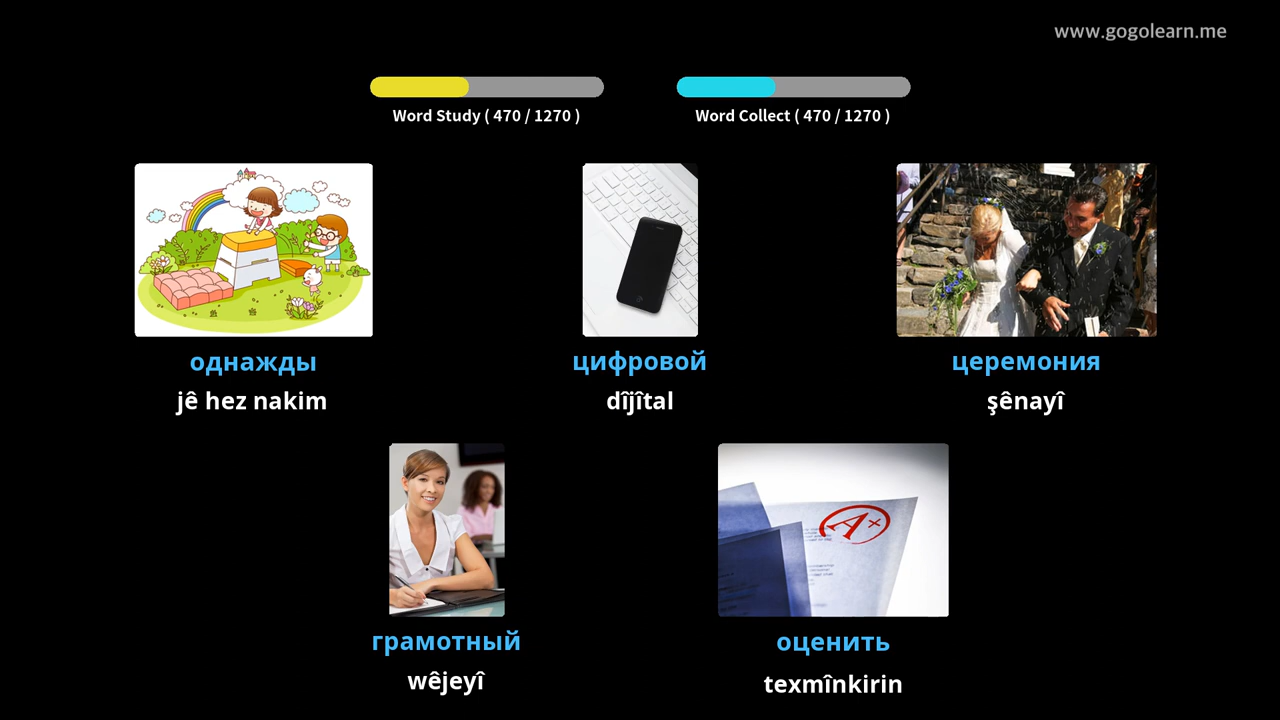 www.gogolearn.me
Word Study ( 470 / 1270 )
Word Collect ( 470 / 1270 )
однажды
jê hez nakim
цифровой
dîjîtal
церемония
şênayî
A+
грамотный
wêjeyî
оценить
texmînkirin